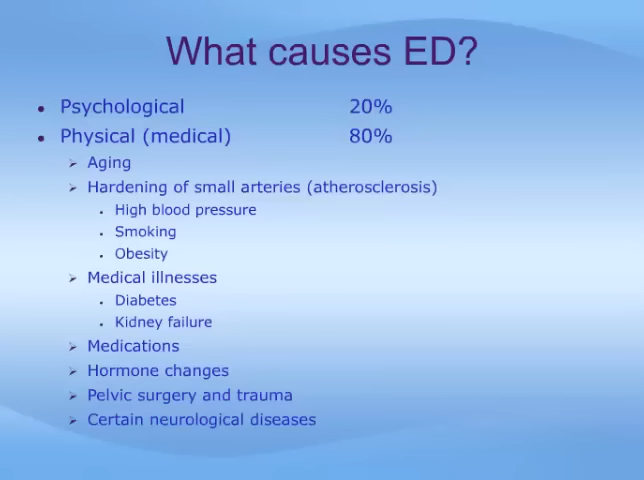 What causes ED?
Psychological 20%
Physical (medical) 80%
Aging
Hardening of small arteries (atherosclerosis)
High blood pressure
Smoking
Obesity
Medical illnesses
Diabetes
Kidney failure
Medications
Hormone changes
Pelvic surgery and trauma
Certain neurological diseases